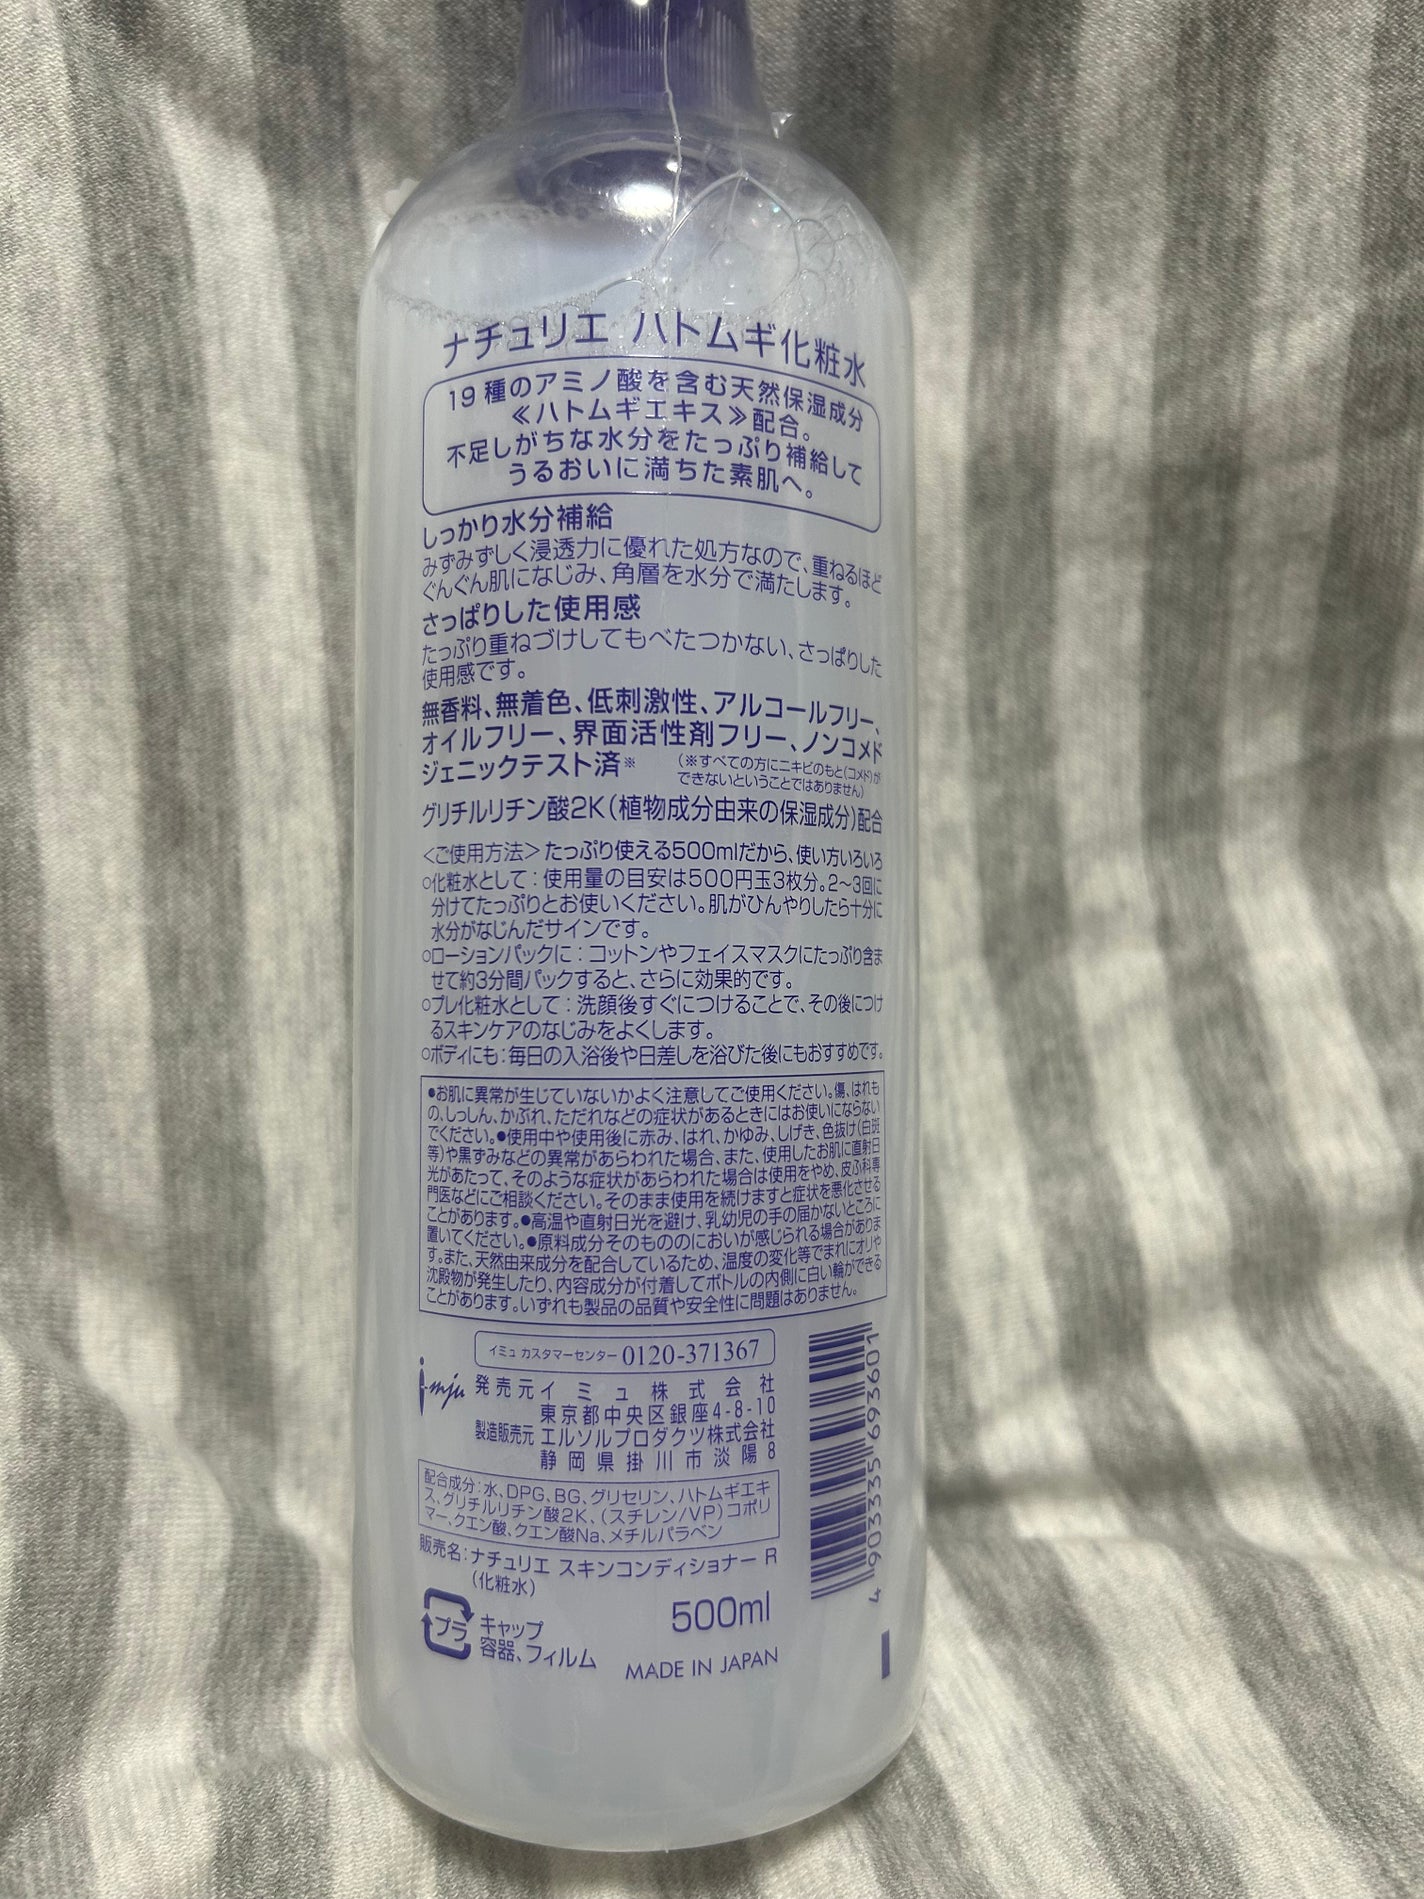 ナチュリエ ハトムギ化粧水
19種のアミノ酸を含む天然保湿成分
≪ハトムギエキス≫配合。
不足しがちな水分をたっぷり補給して
うるおいに満ちた素肌へ。
しっかり水分補給
みずみずしく浸透力に優れた処方なので、重ねるほど
ぐんぐん肌になじみ、角層を水分で満たします。
さっぱりした使用感
たっぷり重ねづけしてもべたつかない、さっぱりした
使用感です。
無香料、無着色、低刺激性、アルコールフリー、
オイルフリー、界面活性剤フリー、ノンコメド
ジェニックテスト済※
(※すべての方にニキビのもと(コメド)が
できないということではありません)
グリチルリチン酸2K(植物成分由来の保湿成分)配合
<ご使用方法>たっぷり使える500mlだから、使い方いろいろ
○化粧水として：使用量の目安は500円玉3枚分。2〜3回に
分けてたっぷりとお使いください。肌がひんやりしたら十分に
水分がなじんだサインです。
○ローションパックに：コットンやフェイスマスクにたっぷり含ま
せて約3分間パックすると、さらに効果的です。
○プレ化粧水として：洗顔後すぐにつけることで、その後につけ
るスキンケアのなじみをよくします。
○ボディにも：毎日の入浴後や日差しを浴びた後にもおすすめです。
●お肌に異常が生じていないかよく注意してご使用ください。傷、はれも
の、しっしん、かぶれ、ただれなどの症状があるときにはお使いにならない
でください。●使用中や使用後に赤み、はれ、かゆみ、しげき、色抜け(白斑
等)や黒ずみなどの異常があらわれた場合、また、使用したお肌に直射日
光があたって、そのような症状があらわれた場合は使用をやめ、皮ふ科専
門医などにご相談ください。そのまま使用を続けますと症状を悪化させる
ことがあります。●高温や直射日光を避け、乳幼児の手の届かないところに
置いてください。●原料成分そのもののにおいが感じられる場合がありま
す。また、天然由来成分を配合しているため、温度の変化等でまれにオリや
沈殿物が発生したり、内容成分が付着してボトルの内側に白い輪ができる
ことがあります。いずれも製品の品質や安全性に問題はありません。
イミュ カスタマーセンター 0120-371367
i-mju 発売元 イミュ株式会社
東京都中央区銀座4-8-10
製造販売元 エルソルプロダクツ株式会社
静岡県掛川市淡陽8
配合成分：水、DPG、BG、グリセリン、ハトムギエキ
ス、グリチルリチン酸2K、(スチレン/VP)コポリ
マー、クエン酸、クエン酸Na、メチルパラベン
販売名：ナチュリエ スキンコンディショナー R
(化粧水)
プラ キャップ
容器、フィルム
500ml
MADE IN JAPAN
4 903335 693601